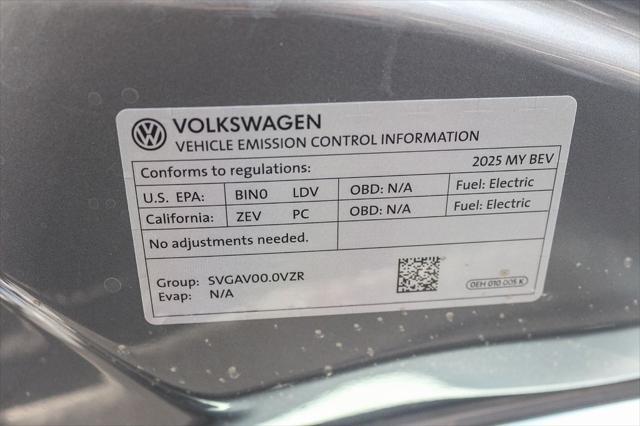 VOLKSWAGEN
VEHICLE EMISSION CONTROL INFORMATION
Conforms to regulations: 2025 MY BEV
U.S. EPA: BIN0 LDV OBD: N/A Fuel: Electric
California: ZEV PC OBD: N/A Fuel: Electric
No adjustments needed.
Group: SVGAV00.0VZR
Evap: N/A
0EH 010 005 K